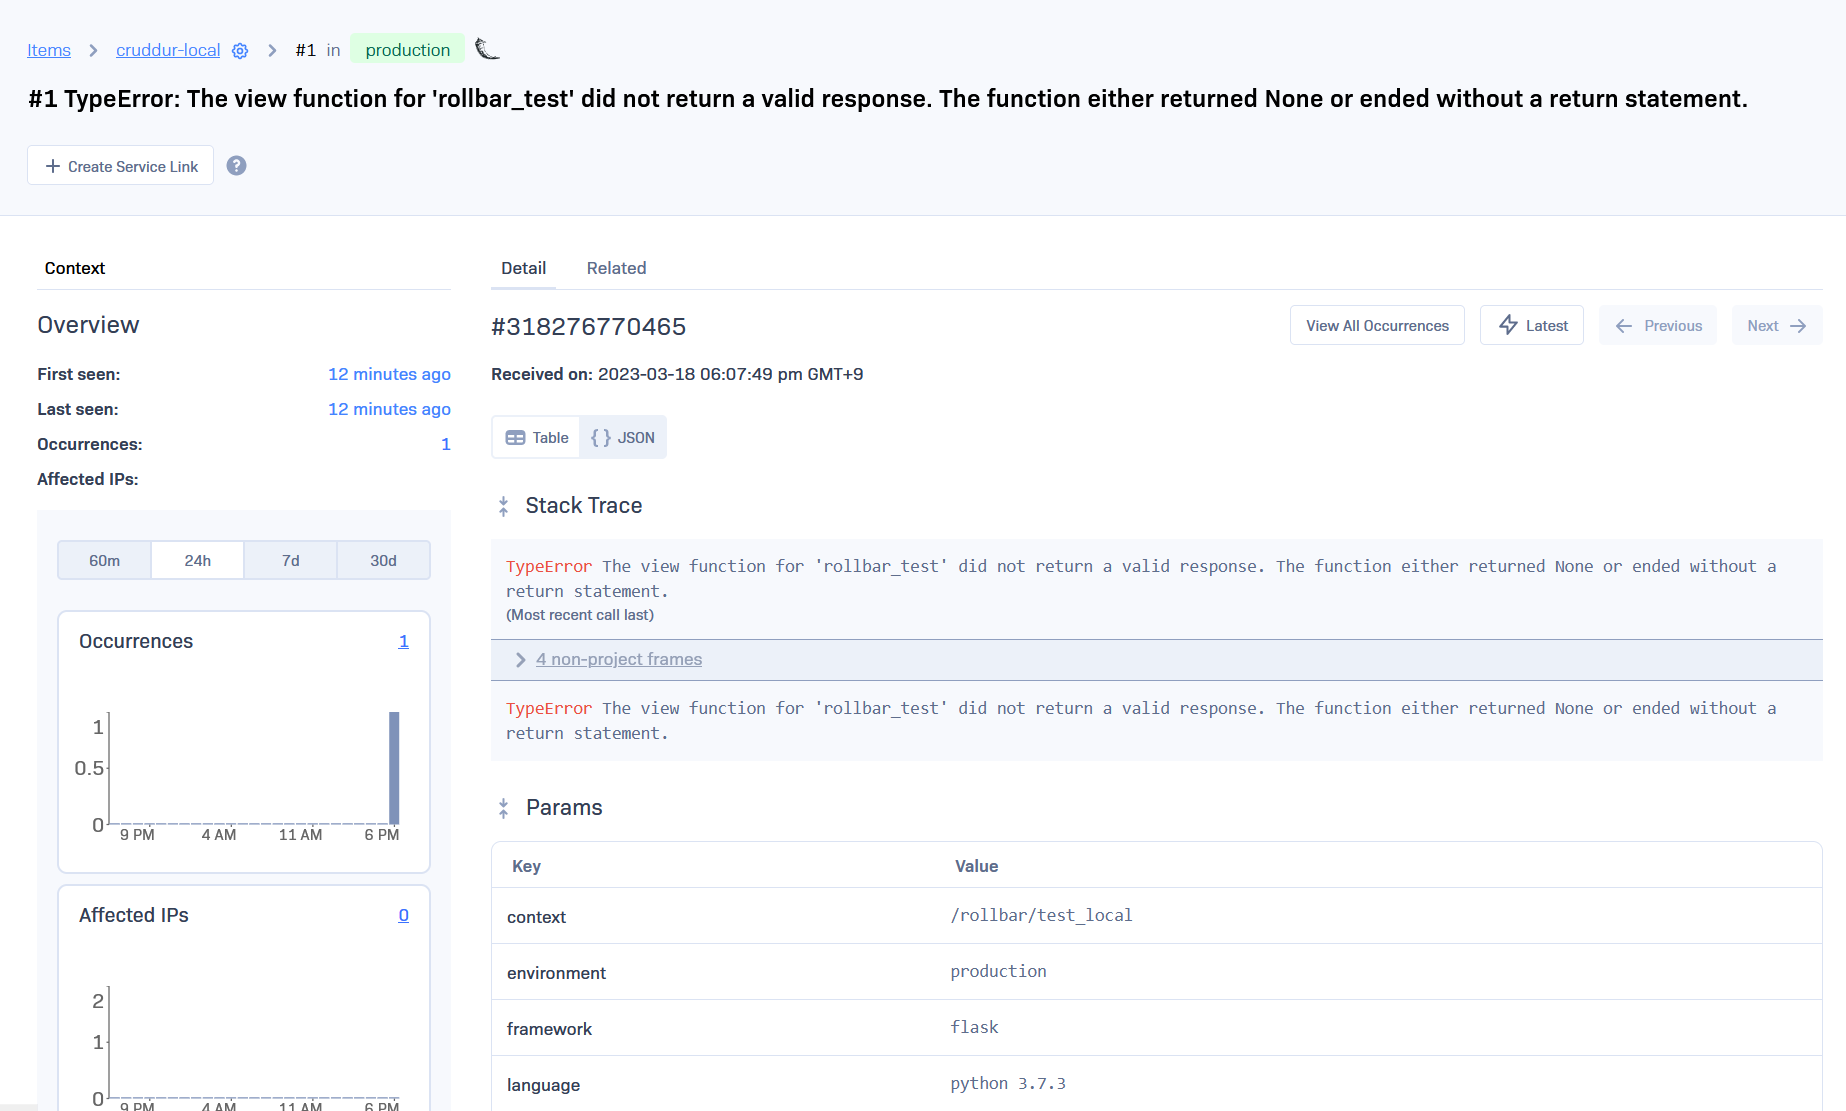 Items > cruddur-local > #1 in production
#1 TypeError: The view function for 'rollbar_test' did not return a valid response. The function either returned None or ended without a return statement.
+ Create Service Link ?
Context
Overview
First seen: 12 minutes ago
Last seen: 12 minutes ago
Occurrences: 1
Affected IPs:
60m 24h 7d 30d
Occurrences 1
1
0.5
0
9 PM 4 AM 11 AM 6 PM
Affected IPs 0
2
1
0
9 PM 4 AM 11 AM 6 PM
Detail Related
#318276770465
View All Occurrences Latest Previous Next
Received on: 2023-03-18 06:07:49 pm GMT+9
Table {} JSON
Stack Trace
TypeError The view function for 'rollbar_test' did not return a valid response. The function either returned None or ended without a
return statement.
(Most recent call last)
4 non-project frames
TypeError The view function for 'rollbar_test' did not return a valid response. The function either returned None or ended without a
return statement.
Params
Key Value
context /rollbar/test_local
environment production
framework flask
language python 3.7.3